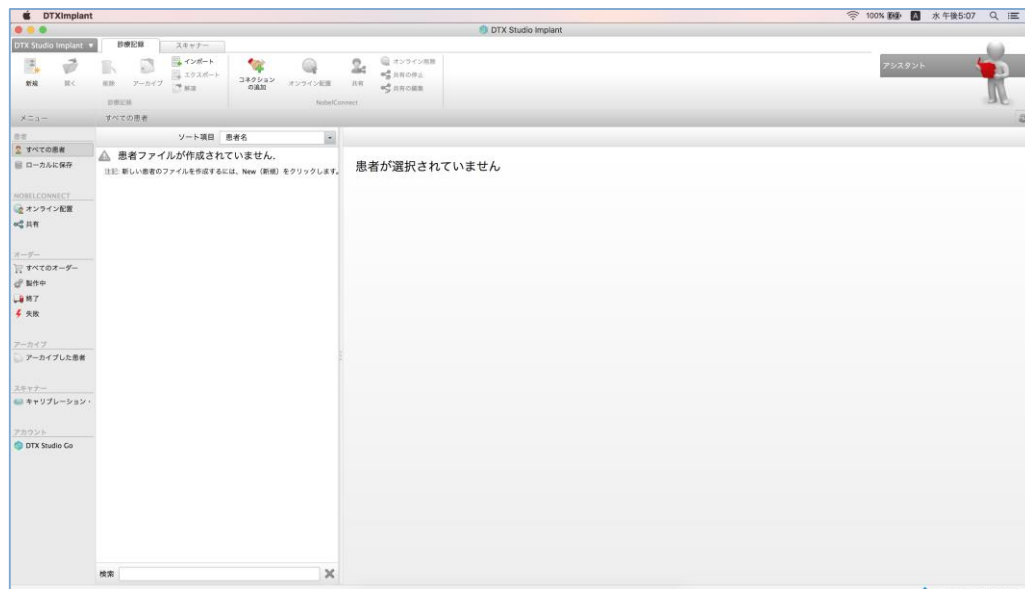 DTXImplant
100% A 水 午後5:07
DTX Studio Implant
DTX Studio Implant ▼ 診療記録 スキャナー
新規
開く
削除
アーカイブ
インポート
エクスポート
解凍
診療記録
コネクション
の追加
オンライン配置
共有
オンライン削除
共有の停止
共有の編集
NobelConnect
アシスタント
メニュー すべての患者
患者
すべての患者
ローカルに保存
NOBELCONNECT
オンライン配置
共有
オーダー
すべてのオーダー
製作中
終了
失敗
アーカイブ
アーカイブした患者
スキャナー
キャリブレーション・
アカウント
DTX Studio Go
ソート項目 患者名
患者ファイルが作成されていません.
注記: 新しい患者のファイルを作成するには、New（新規）をクリックします。
検索
患者が選択されていません